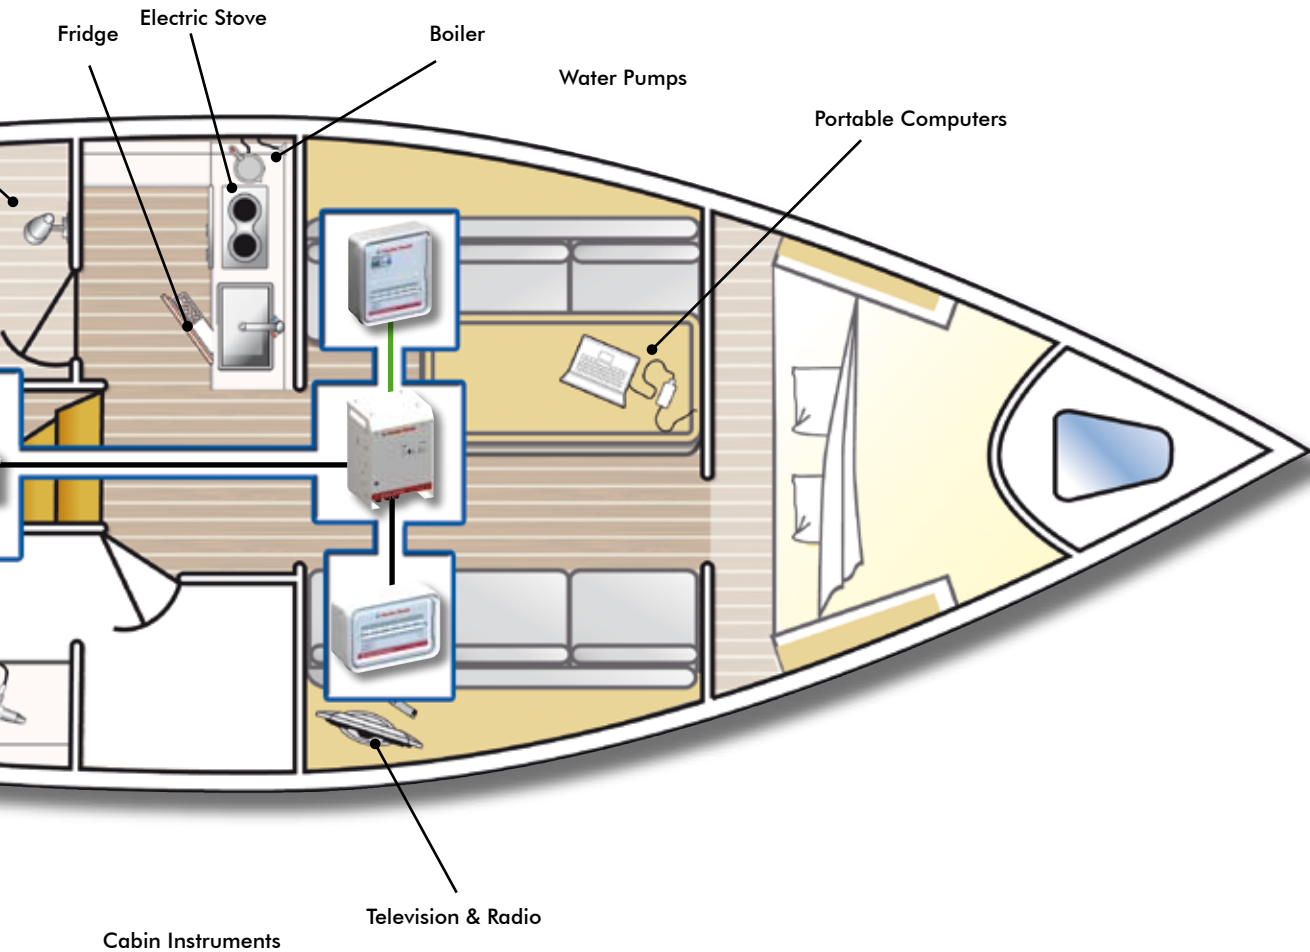 Electric Stove
Fridge
Boiler
Water Pumps
Portable Computers
Television & Radio
Cabin Instruments